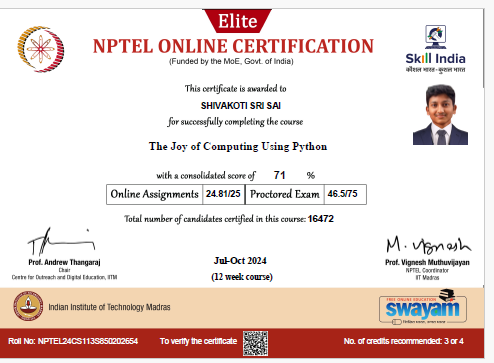 Elite
NPTEL ONLINE CERTIFICATION
(Funded by the MoE, Govt. of India)
Skill India
कौशल भारत - कुशल भारत
This certificate is awarded to
SHIVAKOTI SRI SAI
for successfully completing the course
The Joy of Computing Using Python
with a consolidated score of 71 %
Online Assignments 24.81/25 Proctored Exam 46.5/75
Total number of candidates certified in this course: 16472
Prof. Andrew Thangaraj
Chair
Centre for Outreach and Digital Education, IITM
Jul-Oct 2024
(12 week course)
M. Vignesh
Prof. Vignesh Muthuvijayan
NPTEL Coordinator
IIT Madras
Indian Institute of Technology Madras
FREE ONLINE EDUCATION
swayam
Roll No: NPTEL24CS113S850202654 To verify the certificate No. of credits recommended: 3 or 4